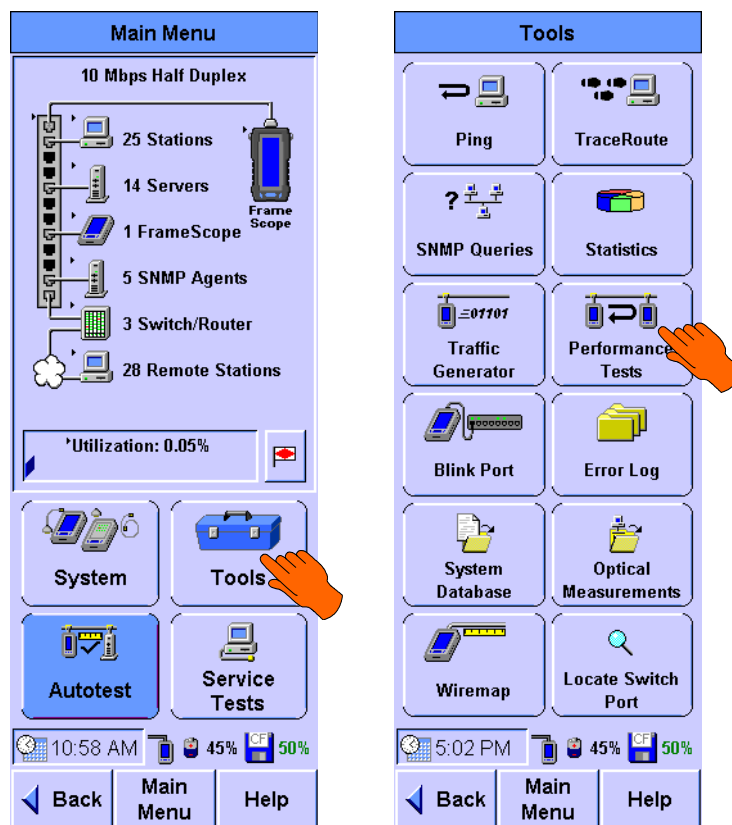 Main Menu
10 Mbps Half Duplex
25 Stations
14 Servers
Frame
Scope
1 FrameScope
5 SNMP Agents
3 Switch/Router
28 Remote Stations
Utilization: 0.05%
System
Tools
Autotest
Service
Tests
10:58 AM
45%
CF
50%
Back
Main
Menu
Help
Tools
Ping
TraceRoute
?
SNMP Queries
Statistics
=01101
Traffic
Generator
Performance
Tests
Blink Port
Error Log
System
Database
Optical
Measurements
Wiremap
Locate Switch
Port
5:02 PM
45%
CF
50%
Back
Main
Menu
Help